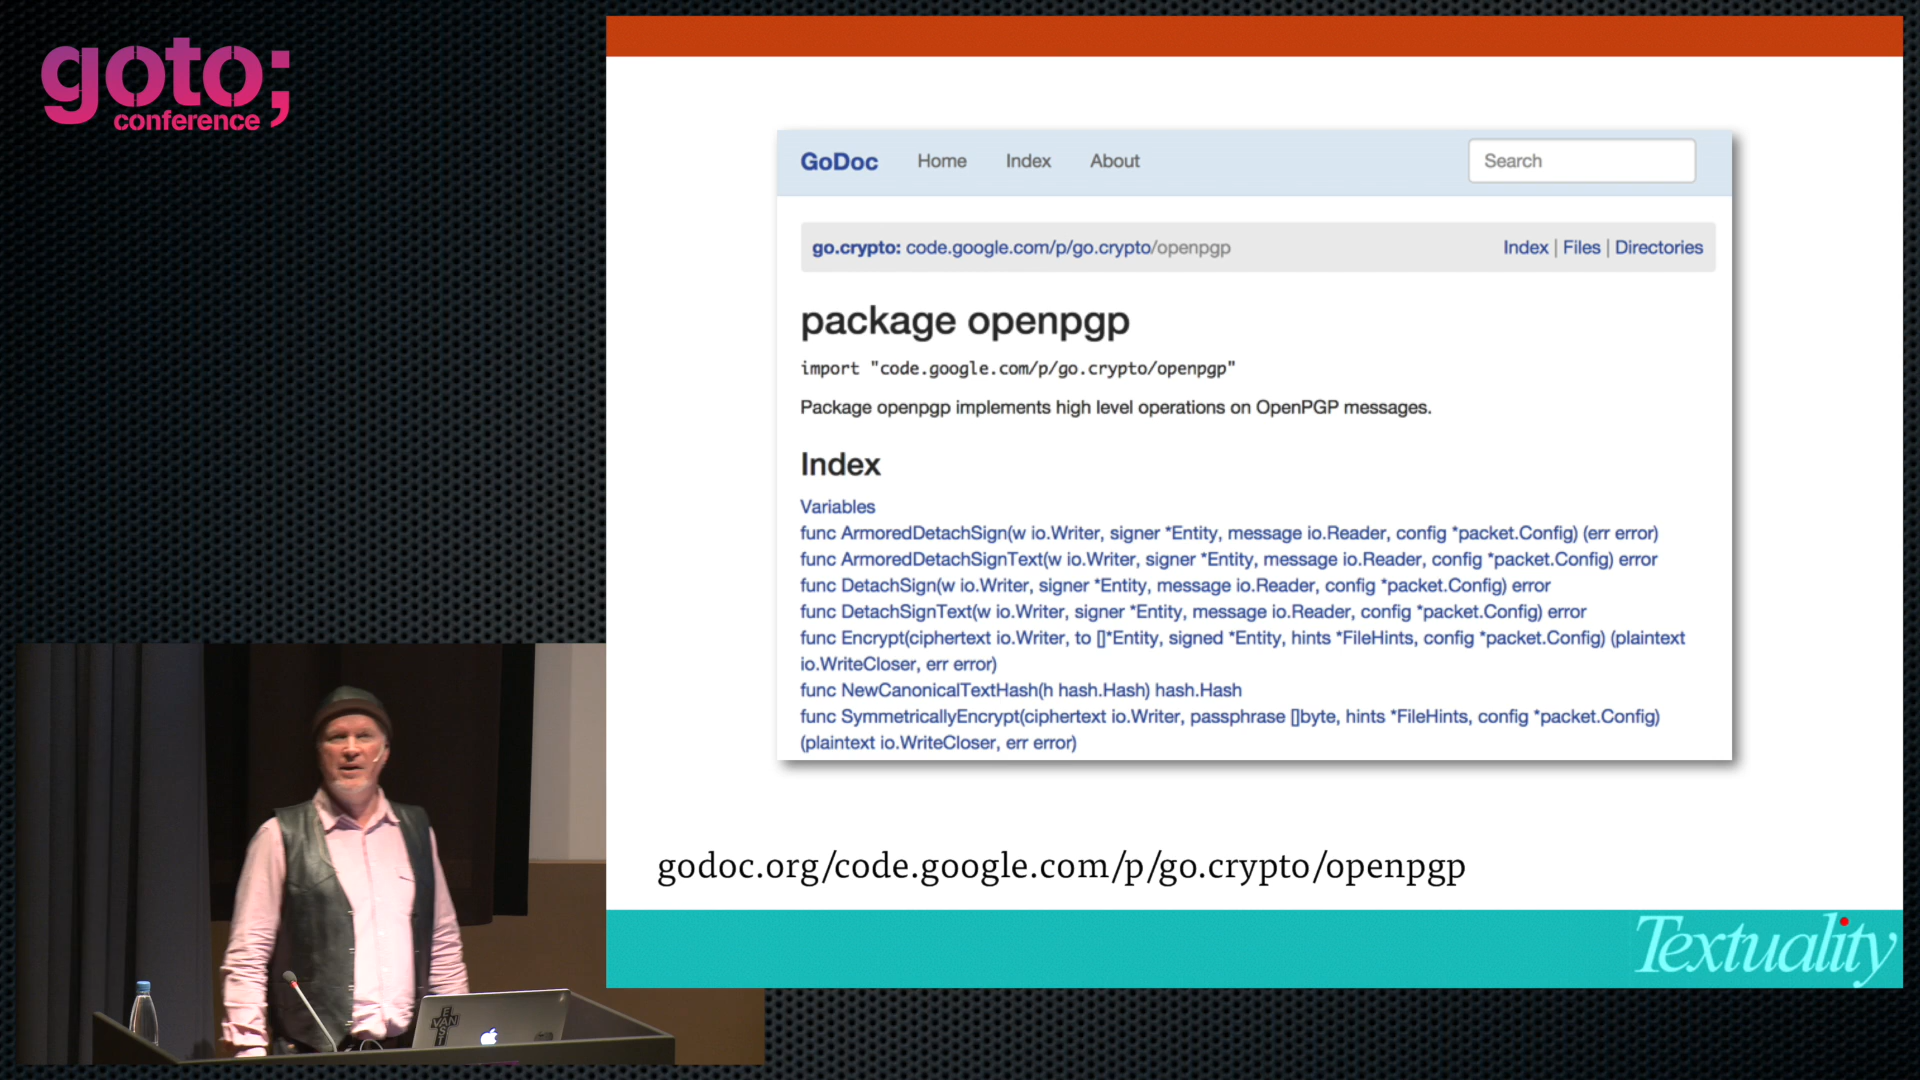 goto;
conference
GoDoc Home Index About Search
go.crypto: code.google.com/p/go.crypto/openpgp Index | Files | Directories
package openpgp
import "code.google.com/p/go.crypto/openpgp"
Package openpgp implements high level operations on OpenPGP messages.
Index
Variables
func ArmoredDetachSign(w io.Writer, signer *Entity, message io.Reader, config *packet.Config) (err error)
func ArmoredDetachSignText(w io.Writer, signer *Entity, message io.Reader, config *packet.Config) error
func DetachSign(w io.Writer, signer *Entity, message io.Reader, config *packet.Config) error
func DetachSignText(w io.Writer, signer *Entity, message io.Reader, config *packet.Config) error
func Encrypt(ciphertext io.Writer, to []*Entity, signed *Entity, hints *FileHints, config *packet.Config) (plaintext
io.WriteCloser, err error)
func NewCanonicalTextHash(h hash.Hash) hash.Hash
func SymmetricallyEncrypt(ciphertext io.Writer, passphrase []byte, hints *FileHints, config *packet.Config)
(plaintext io.WriteCloser, err error)
godoc.org/code.google.com/p/go.crypto/openpgp
Textuality